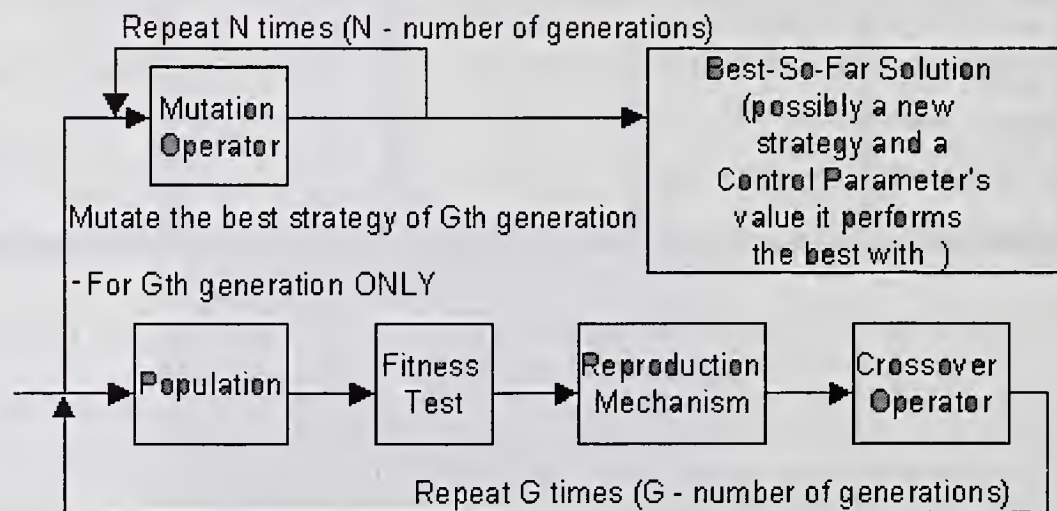 Repeat N times (N - number of generations)
Mutation
Operator
Best-So-Far Solution
(possibly a new
strategy and a
Control Parameter's
value it performs
the best with )
Mutate the best strategy of Gth generation
- For Gth generation ONLY
Population
Fitness
Test
Reproduction
Mechanism
Crossover
Operator
Repeat G times (G - number of generations)